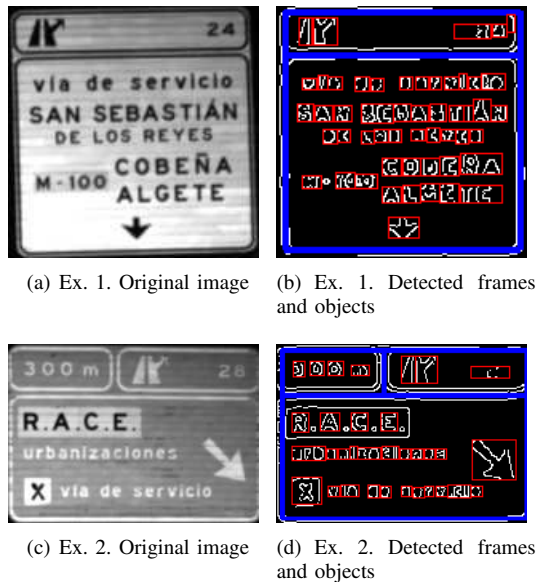 24
vía de servicio
SAN SEBASTIÁN
DE LOS REYES
M-100 COBEÑA
ALGETE
(a) Ex. 1. Original image
(b) Ex. 1. Detected frames
and objects
300 m 28
R.A.C.E.
urbanizaciones
X vía de servicio
(c) Ex. 2. Original image
(d) Ex. 2. Detected frames
and objects